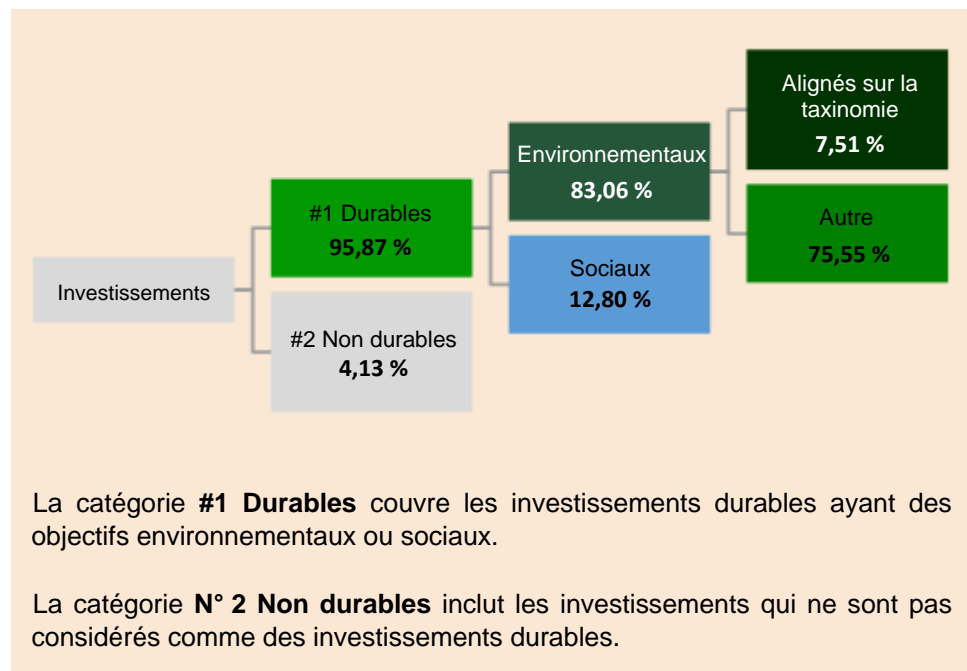 Investissements
#1 Durables
95,87 %
#2 Non durables
4,13 %
Environnementaux
83,06 %
Sociaux
12,80 %
Alignés sur la
taxinomie
7,51 %
Autre
75,55 %
La catégorie #1 Durables couvre les investissements durables ayant des
objectifs environnementaux ou sociaux.
La catégorie N° 2 Non durables inclut les investissements qui ne sont pas
considérés comme des investissements durables.